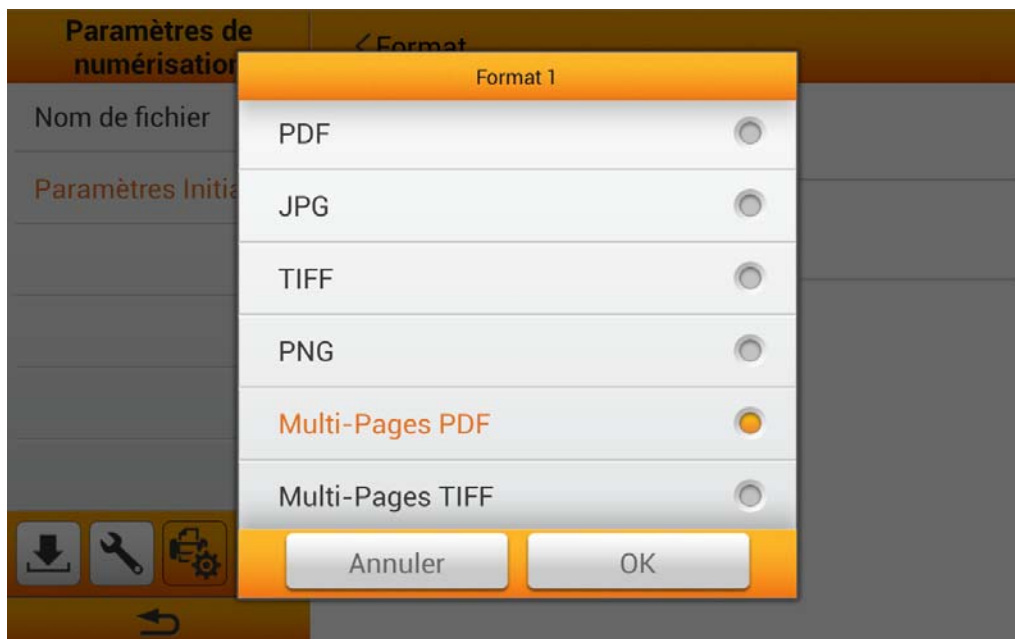 Paramètres de
numérisation
< Format
Nom de fichier
Paramètres Initia
Format 1
PDF
JPG
TIFF
PNG
Multi-Pages PDF
Multi-Pages TIFF
Annuler
OK